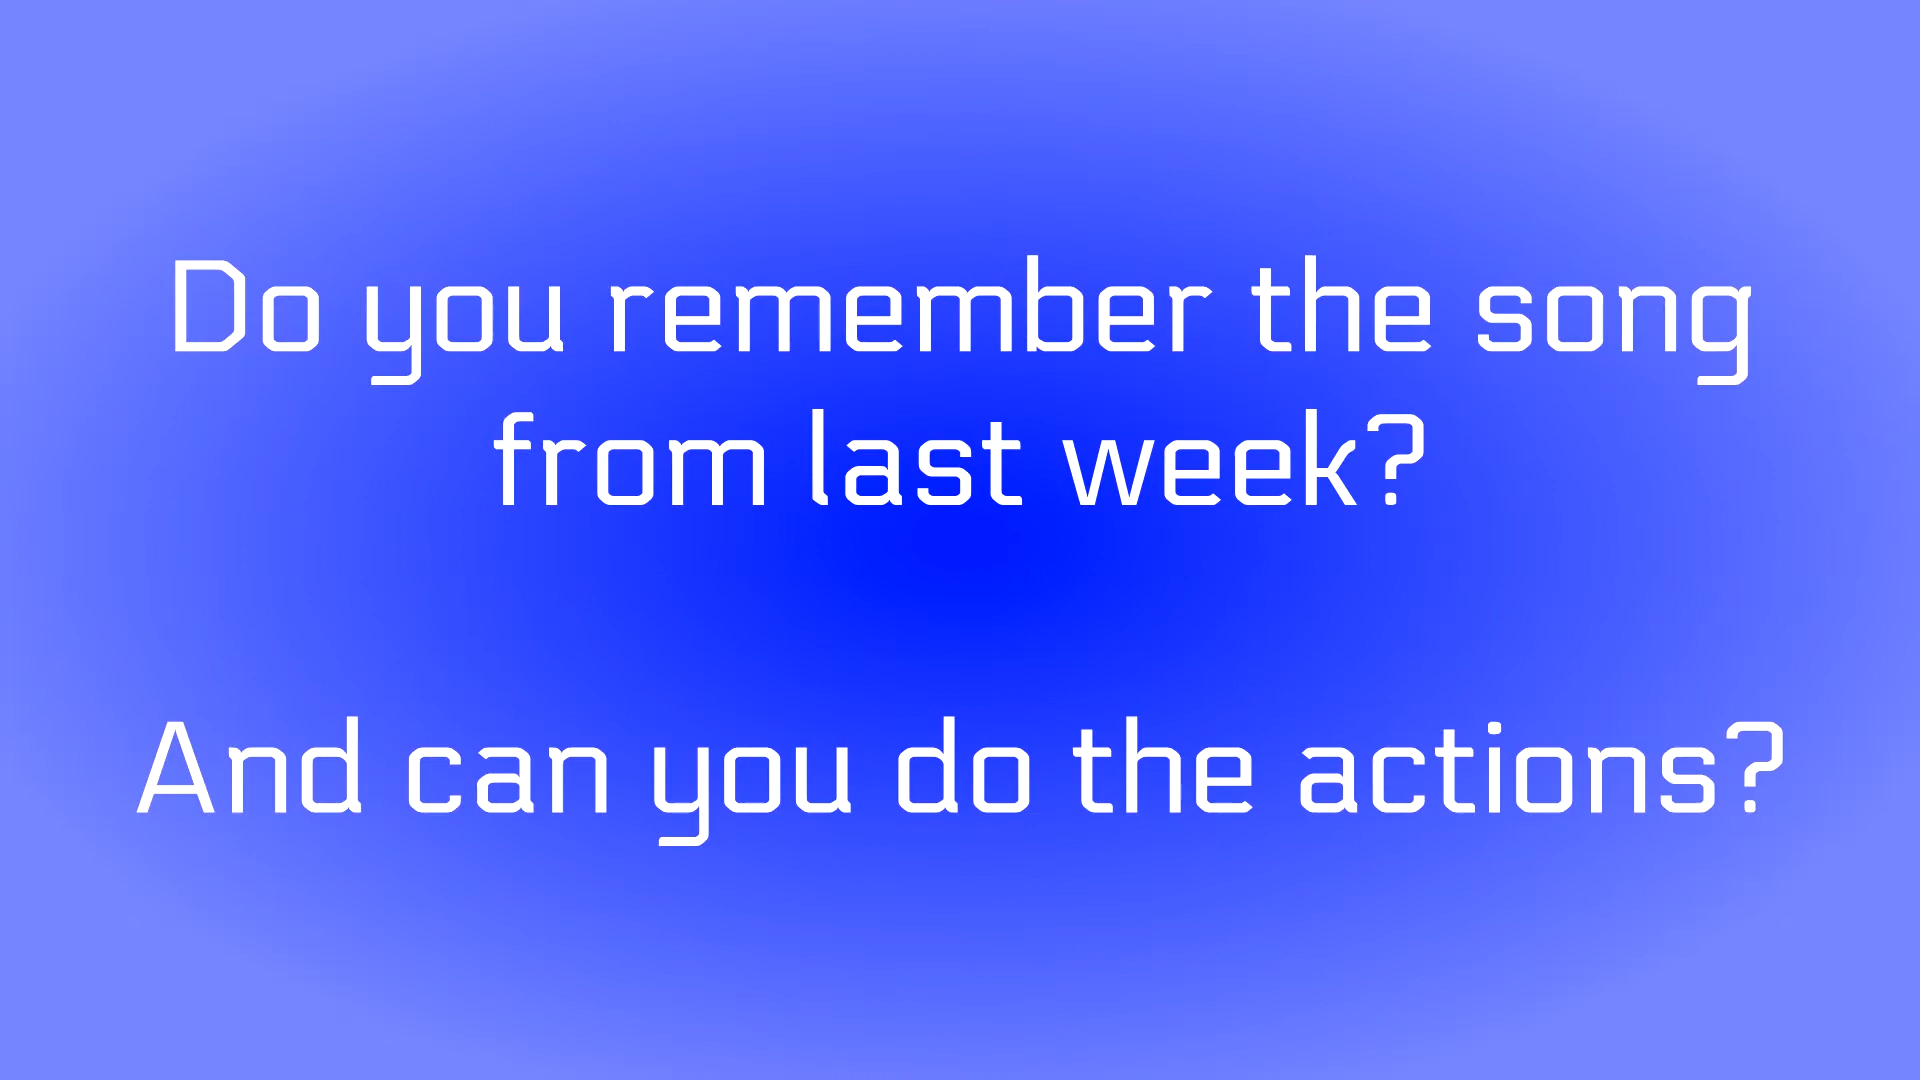 Do you remember the song
from last week?
And can you do the actions?